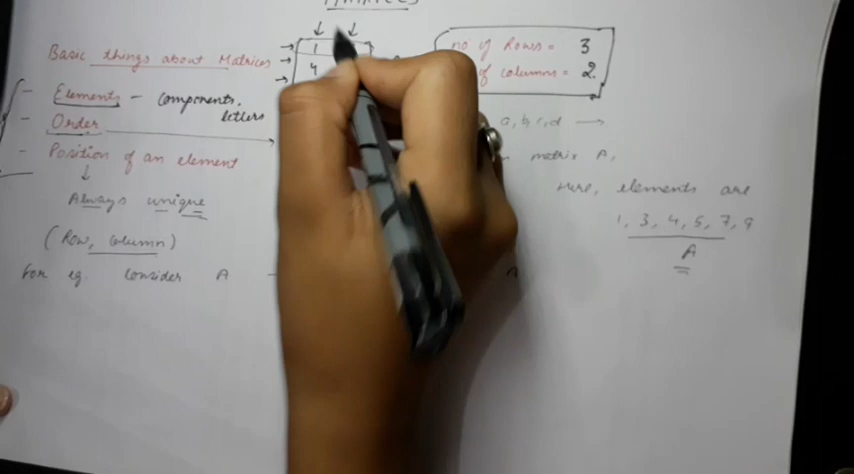 Basic things about Matrices
1
4
no of Rows = 3
of columns = 2.
- Elements - components.
letters
- Order
a, b, c, d
- Position of an element
matrix A,
Always unique
Here, elements are
1, 3, 4, 5, 7, 9
A
(Row, column)
For eg. Consider A